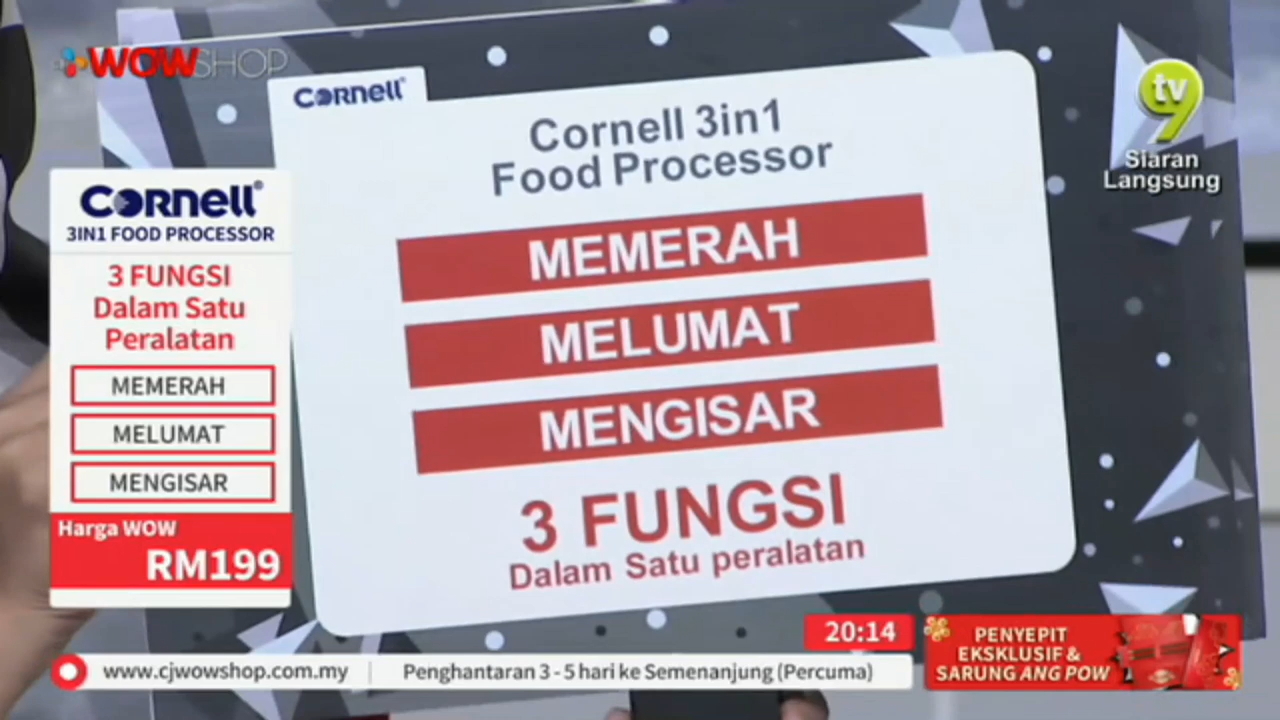 WOWSHOP
CORNELL
Cornell 3in1
Food Processor
MEMERAH
MELUMAT
MENGISAR
3 FUNGSI
Dalam Satu peralatan
tv9
Siaran
Langsung
CORNELL
3IN1 FOOD PROCESSOR
3 FUNGSI
Dalam Satu
Peralatan
MEMERAH
MELUMAT
MENGISAR
Harga WOW
RM199
20:14
www.cjwowshop.com.my
Penghantaran 3 - 5 hari ke Semenanjung (Percuma)
PENYEPIT
EKSKLUSIF &
SARUNG ANG POW